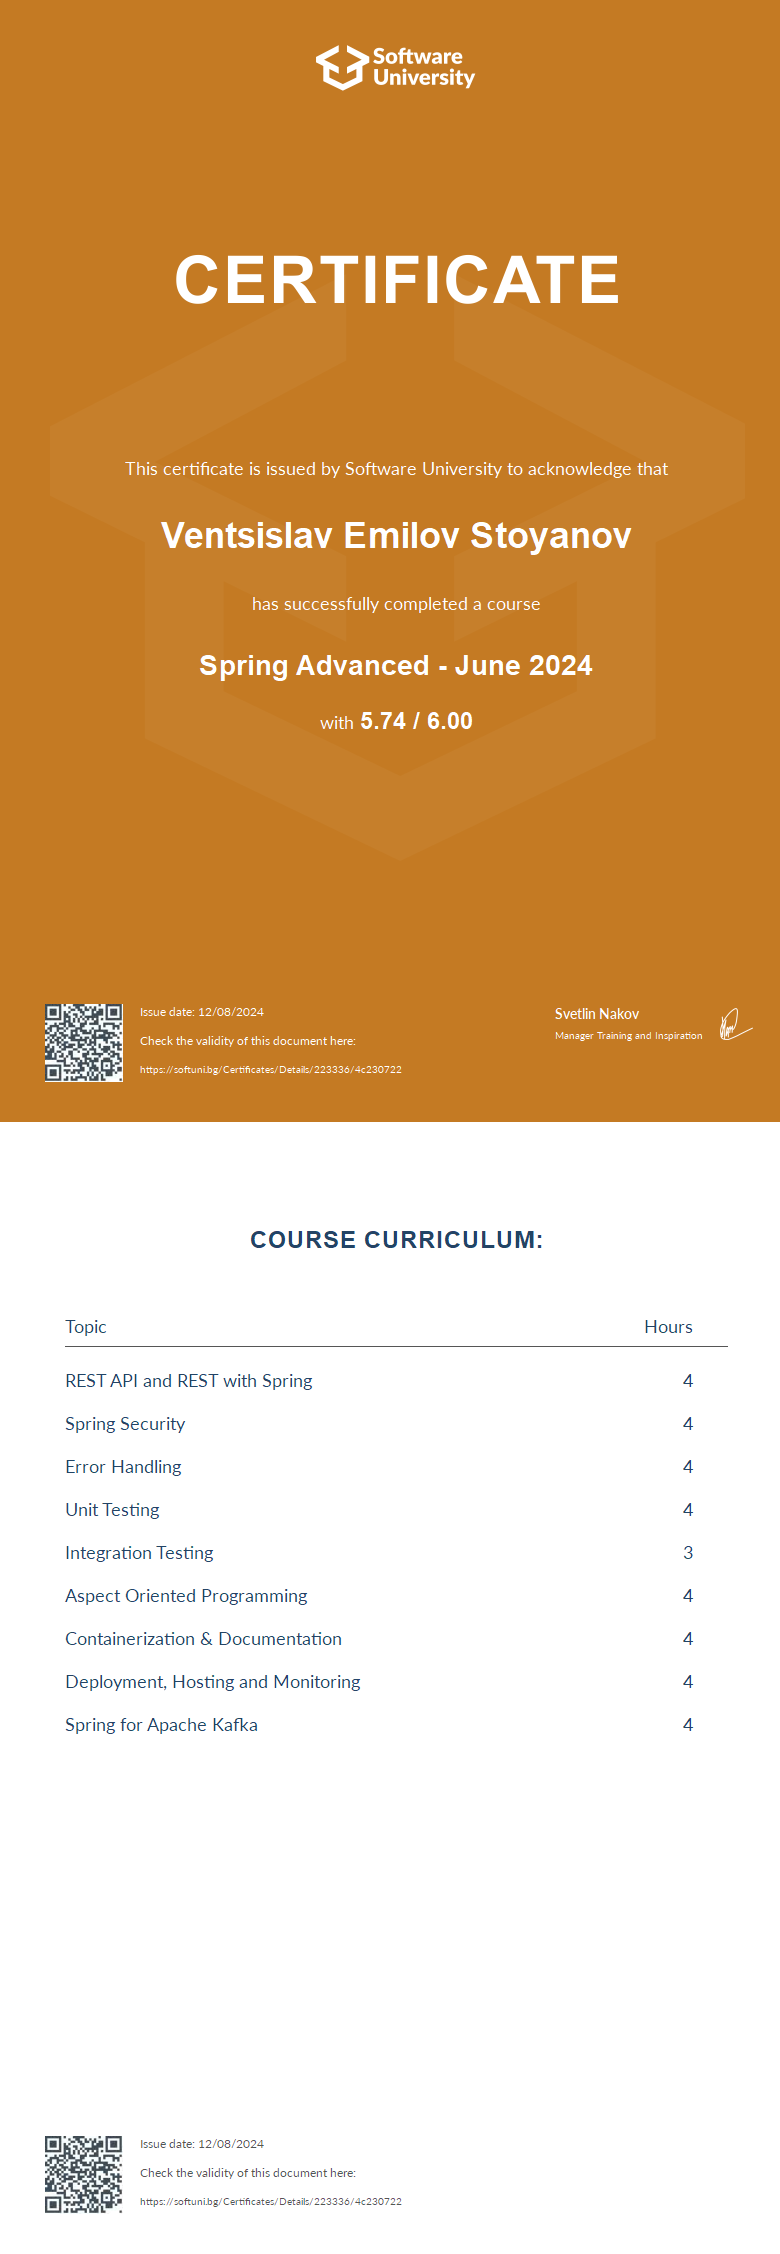 Software
University
CERTIFICATE
This certificate is issued by Software University to acknowledge that
Ventsislav Emilov Stoyanov
has successfully completed a course
Spring Advanced - June 2024
with 5.74 / 6.00
Issue date: 12/08/2024
Check the validity of this document here:
https://softuni.bg/Certificates/Details/223336/4c230722
Svetlin Nakov
Manager Training and Inspiration
COURSE CURRICULUM:
Topic Hours
REST API and REST with Spring 4
Spring Security 4
Error Handling 4
Unit Testing 4
Integration Testing 3
Aspect Oriented Programming 4
Containerization & Documentation 4
Deployment, Hosting and Monitoring 4
Spring for Apache Kafka 4
Issue date: 12/08/2024
Check the validity of this document here:
https://softuni.bg/Certificates/Details/223336/4c230722